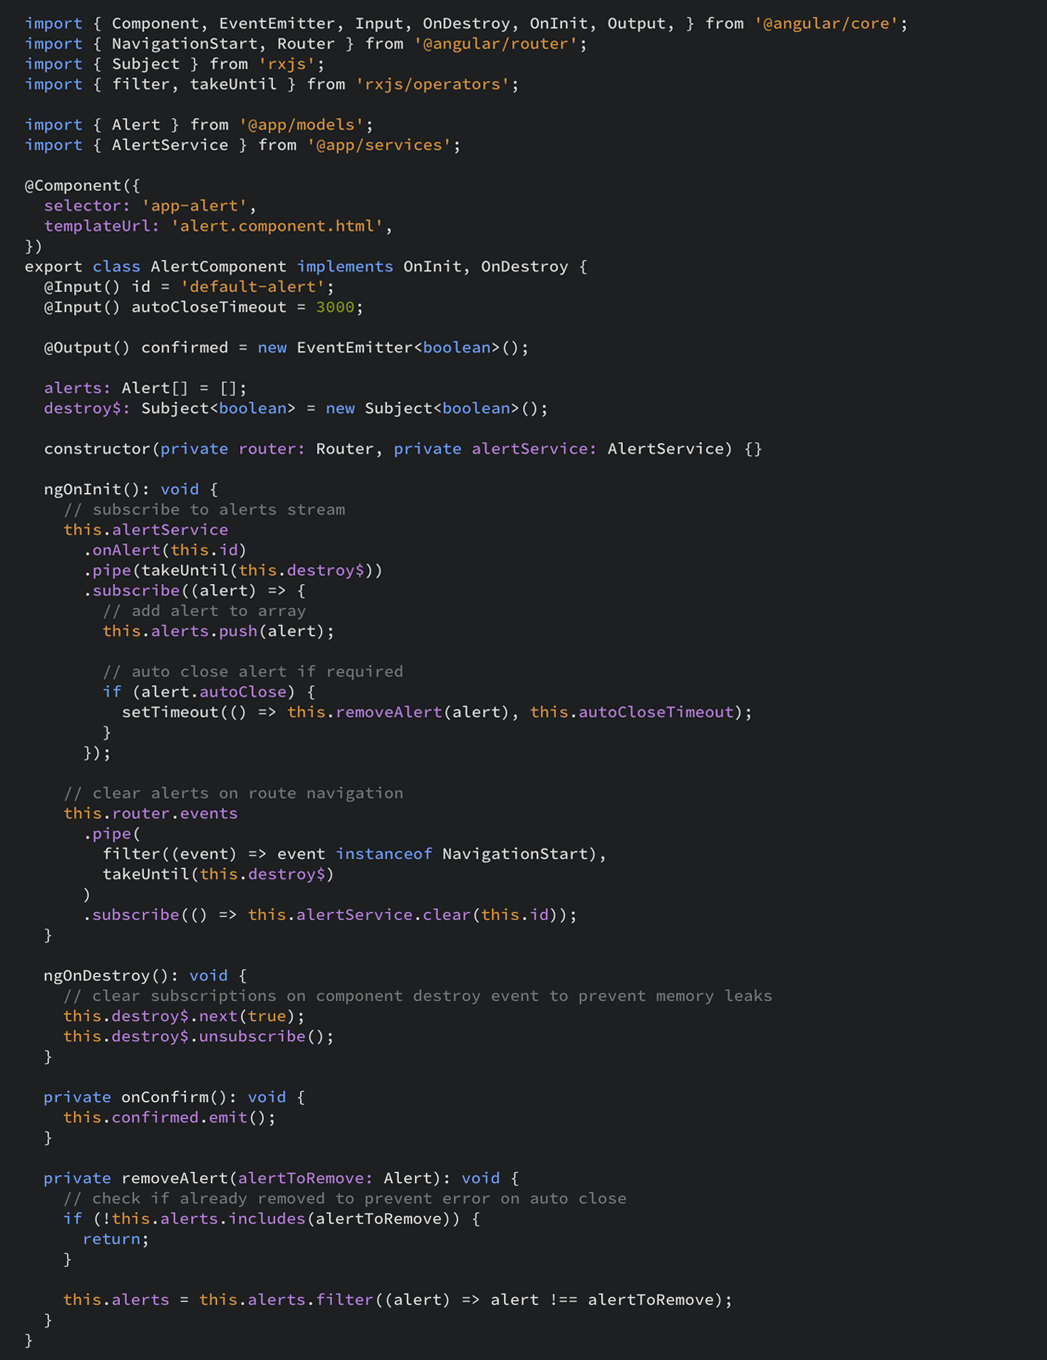 import { Component, EventEmitter, Input, OnDestroy, OnInit, Output, } from '@angular/core';
import { NavigationStart, Router } from '@angular/router';
import { Subject } from 'rxjs';
import { filter, takeUntil } from 'rxjs/operators';

import { Alert } from '@app/models';
import { AlertService } from '@app/services';

@Component({
  selector: 'app-alert',
  templateUrl: 'alert.component.html',
})
export class AlertComponent implements OnInit, OnDestroy {
  @Input() id = 'default-alert';
  @Input() autoCloseTimeout = 3000;

  @Output() confirmed = new EventEmitter<boolean>();

  alerts: Alert[] = [];
  destroy$: Subject<boolean> = new Subject<boolean>();

  constructor(private router: Router, private alertService: AlertService) {}

  ngOnInit(): void {
    // subscribe to alerts stream
    this.alertService
      .onAlert(this.id)
      .pipe(takeUntil(this.destroy$))
      .subscribe((alert) => {
        // add alert to array
        this.alerts.push(alert);

        // auto close alert if required
        if (alert.autoClose) {
          setTimeout(() => this.removeAlert(alert), this.autoCloseTimeout);
        }
      });

    // clear alerts on route navigation
    this.router.events
      .pipe(
        filter((event) => event instanceof NavigationStart),
        takeUntil(this.destroy$)
      )
      .subscribe(() => this.alertService.clear(this.id));
  }

  ngOnDestroy(): void {
    // clear subscriptions on component destroy event to prevent memory leaks
    this.destroy$.next(true);
    this.destroy$.unsubscribe();
  }

  private onConfirm(): void {
    this.confirmed.emit();
  }

  private removeAlert(alertToRemove: Alert): void {
    // check if already removed to prevent error on auto close
    if (!this.alerts.includes(alertToRemove)) {
      return;
    }

    this.alerts = this.alerts.filter((alert) => alert !== alertToRemove);
  }
}